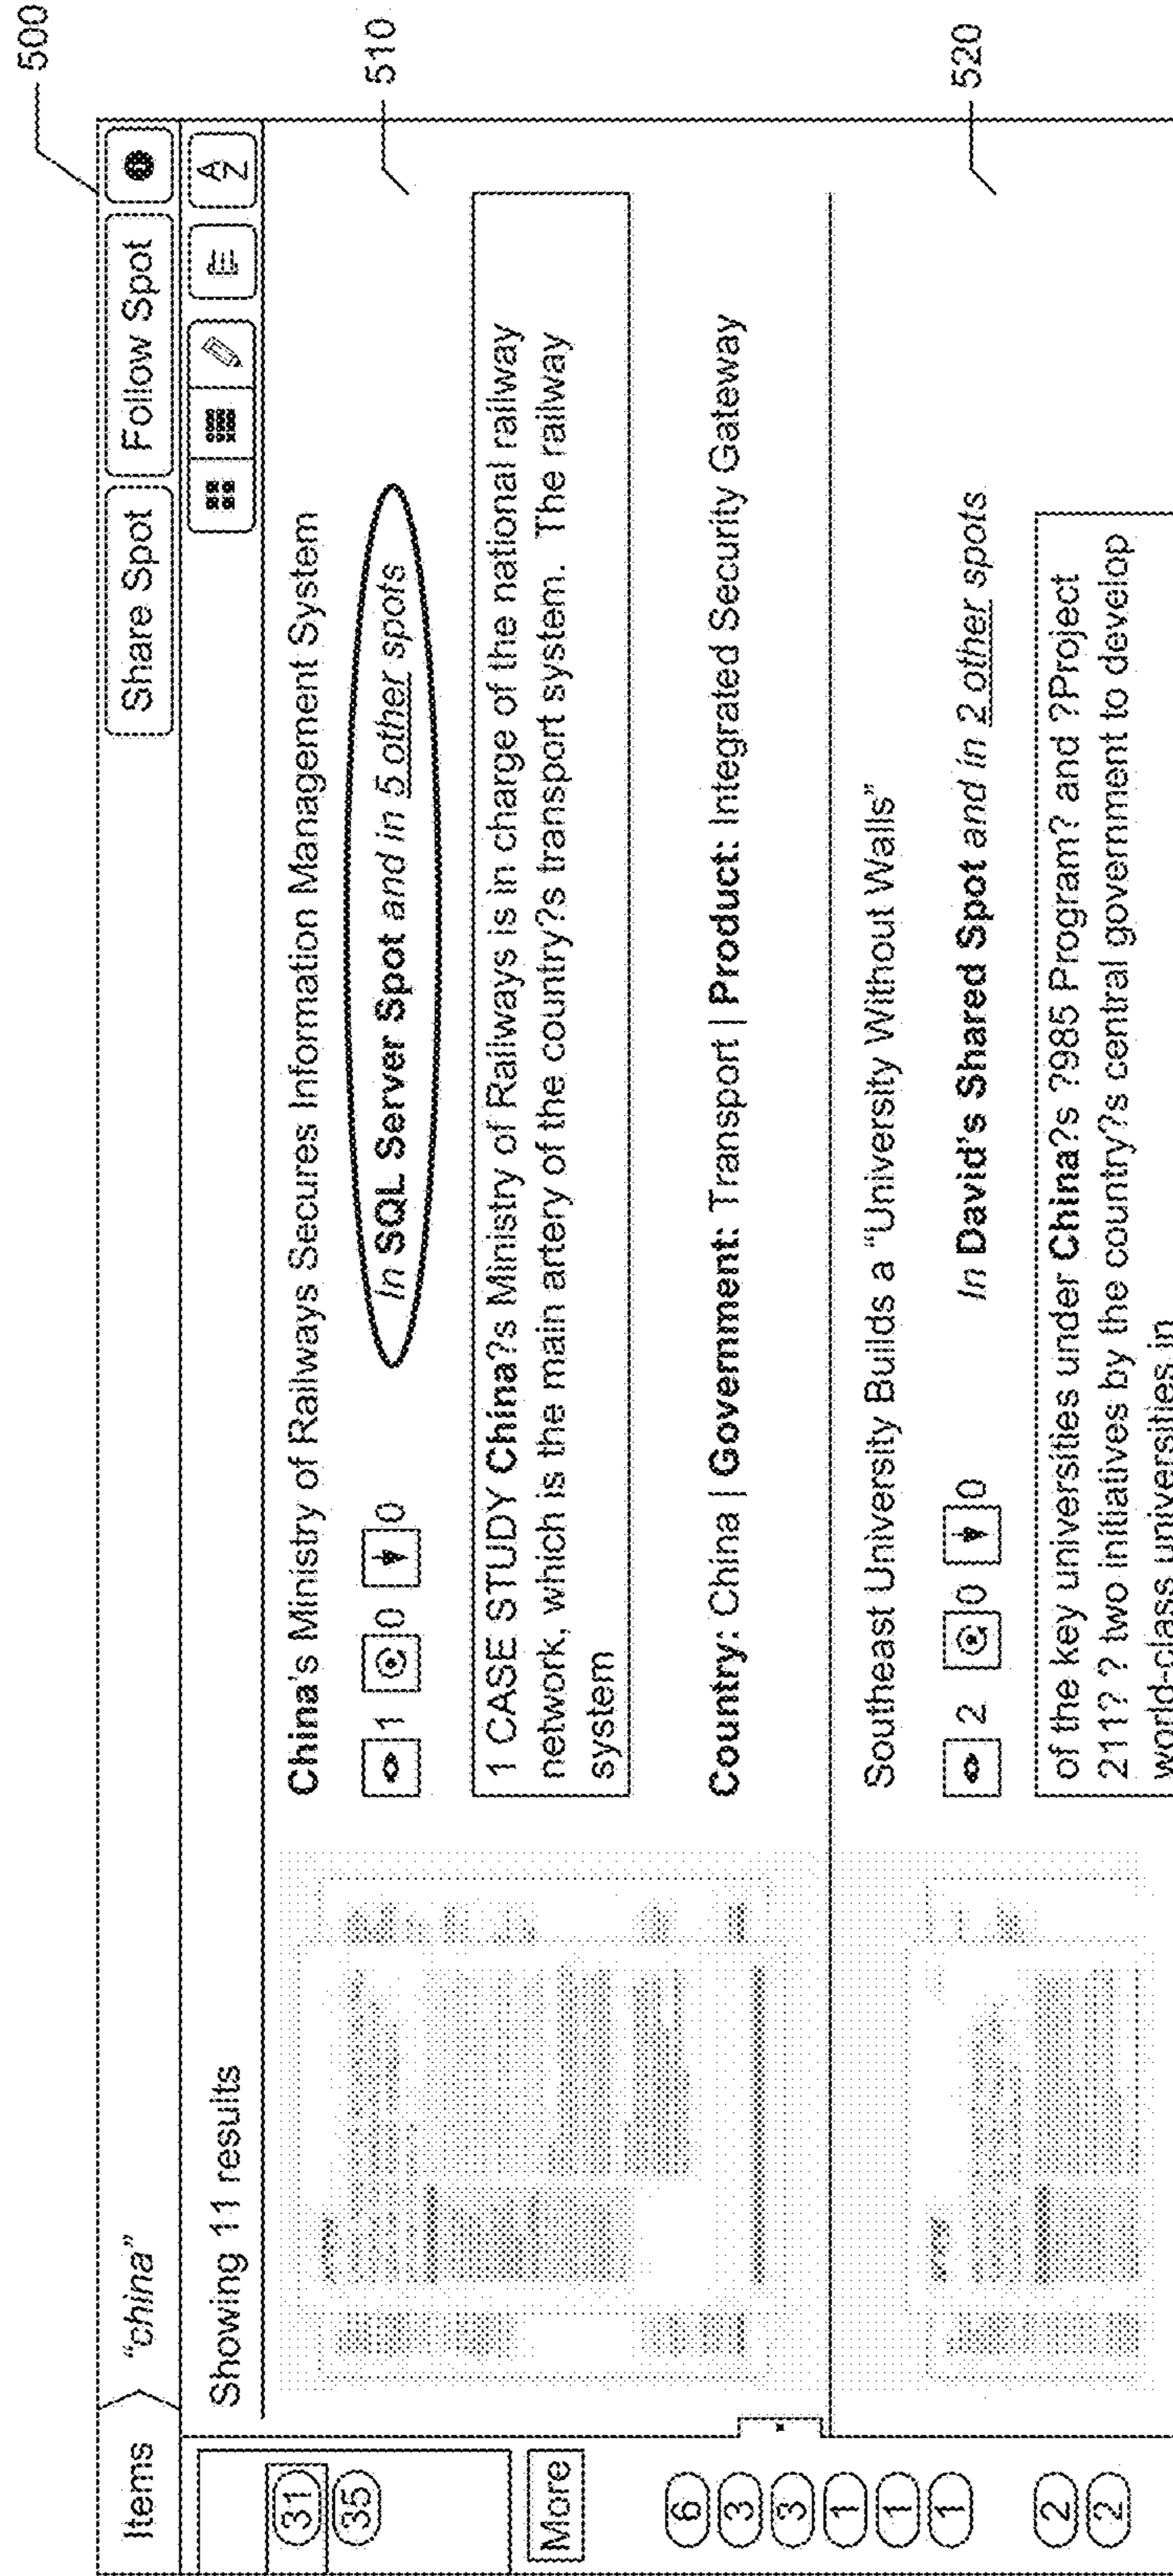 500
Items
“china”
Share Spot
Follow Spot
Showing 11 results
A
Z
31
35
More
6
3
3
1
1
1
2
2
510
China's Ministry of Railways Secures Information Management System
1 0 0
In SQL Server Spot and in 5 other spots
1 CASE STUDY China?s Ministry of Railways is in charge of the national railway
network, which is the main artery of the country?s transport system. The railway
system
Country: China | Government: Transport | Product: Integrated Security Gateway
520
Southeast University Builds a “University Without Walls”
2 0 0
In David's Shared Spot and in 2 other spots
of the key universities under China?s ?985 Program? and ?Project
211? ? two initiatives by the country?s central government to develop
world-class universities in